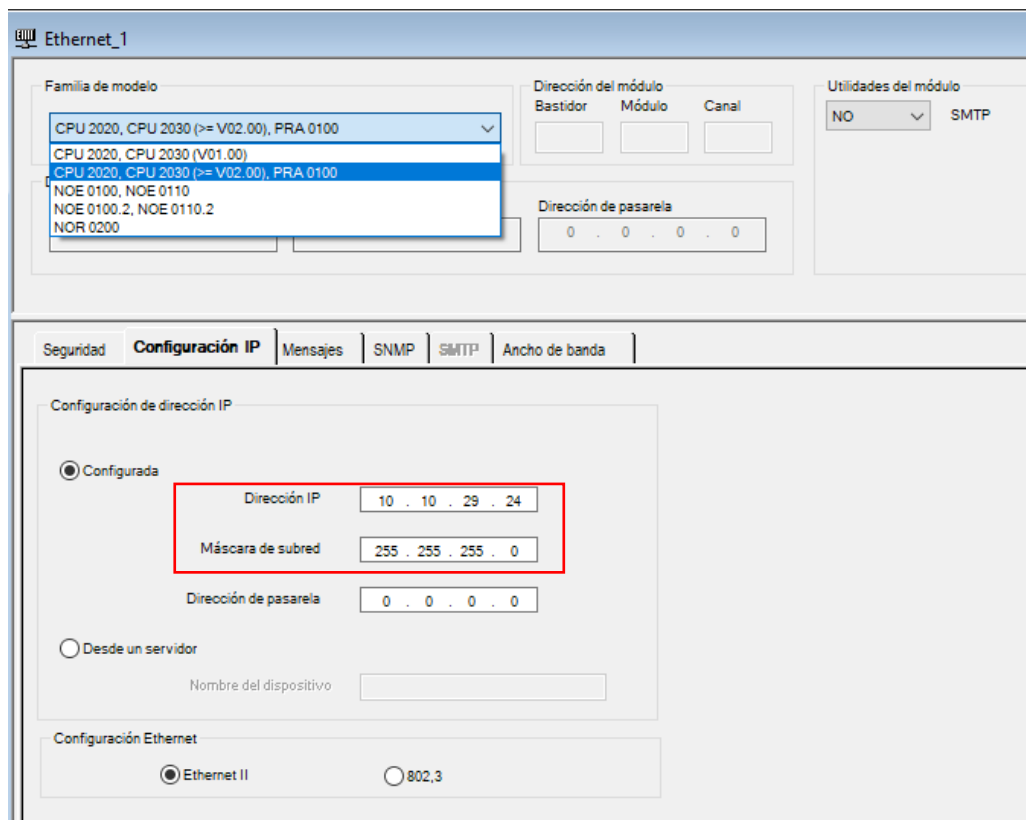 Ethernet_1
Familia de modelo
Dirección del módulo
Utilidades del módulo
Bastidor Módulo Canal
CPU 2020, CPU 2030 (>= V02.00), PRA 0100
NO SMTP
CPU 2020, CPU 2030 (V01.00)
CPU 2020, CPU 2030 (>= V02.00), PRA 0100
NOE 0100, NOE 0110
NOE 0100.2, NOE 0110.2
NOR 0200
Dirección de pasarela
0 . 0 . 0 . 0
Seguridad Configuración IP Mensajes SNMP SMTP Ancho de banda
Configuración de dirección IP
Configurada
Dirección IP 10 . 10 . 29 . 24
Máscara de subred 255 . 255 . 255 . 0
Dirección de pasarela 0 . 0 . 0 . 0
Desde un servidor
Nombre del dispositivo
Configuración Ethernet
Ethernet II 802,3